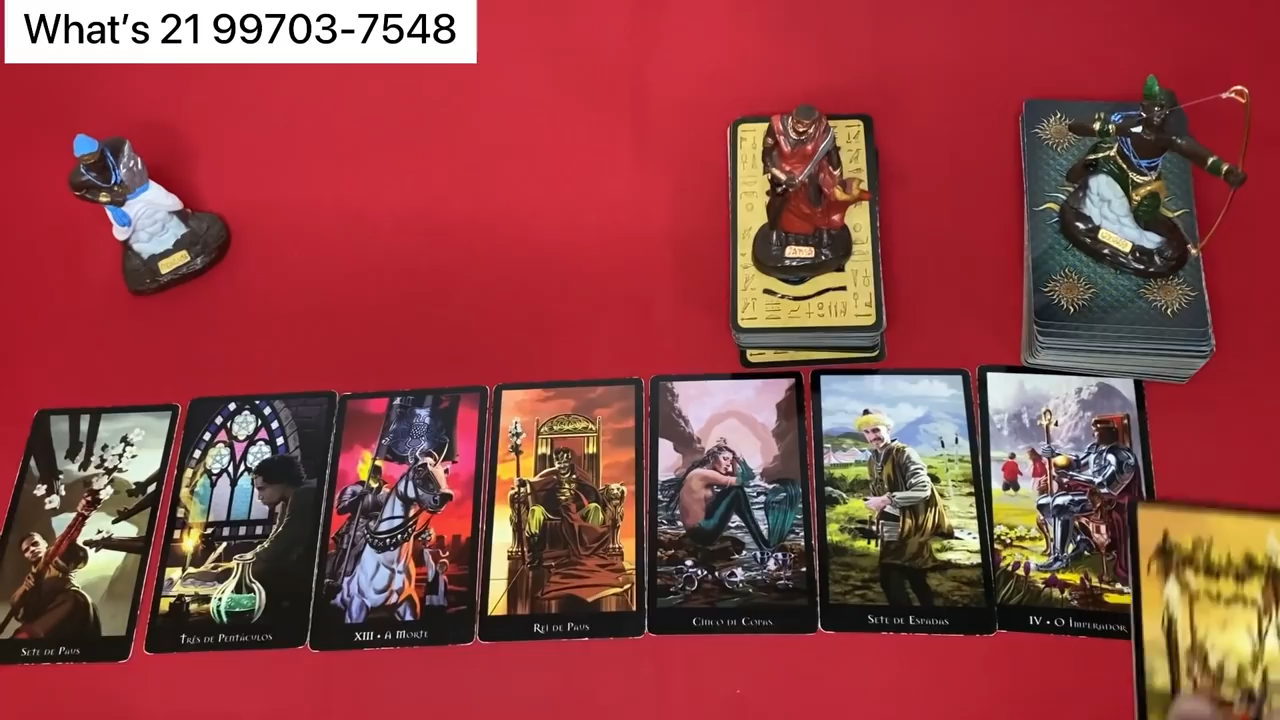 What's 21 99703-7548
SETE DE PAUS
TRÊS DE PENTÁCULOS
XIII • A MORTE
REI DE PAUS
CINCO DE COPAS
SETE DE ESPADAS
IV • O IMPERADOR